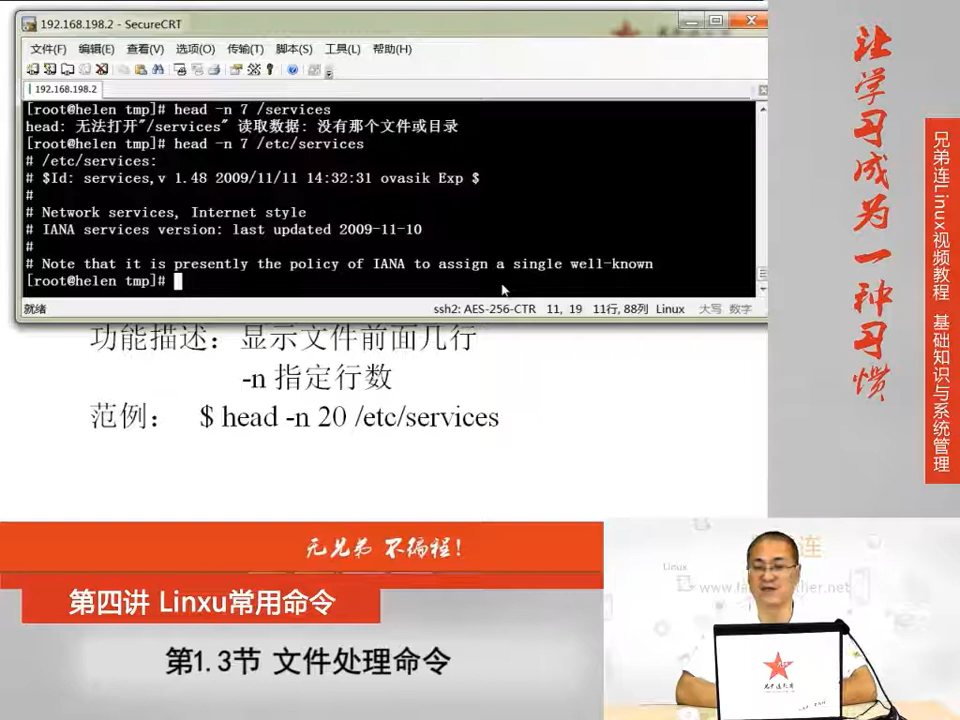 192.168.198.2 - SecureCRT
文件(F) 编辑(E) 查看(V) 选项(O) 传输(T) 脚本(S) 工具(L) 帮助(H)
192.168.198.2
[root@helen tmp]# head -n 7 /services
head: 无法打开"/services" 读取数据: 没有那个文件或目录
[root@helen tmp]# head -n 7 /etc/services
# /etc/services:
# $Id: services,v 1.48 2009/11/11 14:32:31 ovasik Exp $
#
# Network services, Internet style
# IANA services version: last updated 2009-11-10
#
# Note that it is presently the policy of IANA to assign a single well-known
[root@helen tmp]#
就绪 ssh2: AES-256-CTR 11, 19 11行, 88列 Linux 大写 数字
功能描述：显示文件前面几行
-n 指定行数
范例： $ head -n 20 /etc/services
让学习成为一种习惯
兄弟连Linux视频教程 基础知识与系统管理
无兄弟 不编程!
第四讲 Linxu常用命令
第1.3节 文件处理命令
连
Linux